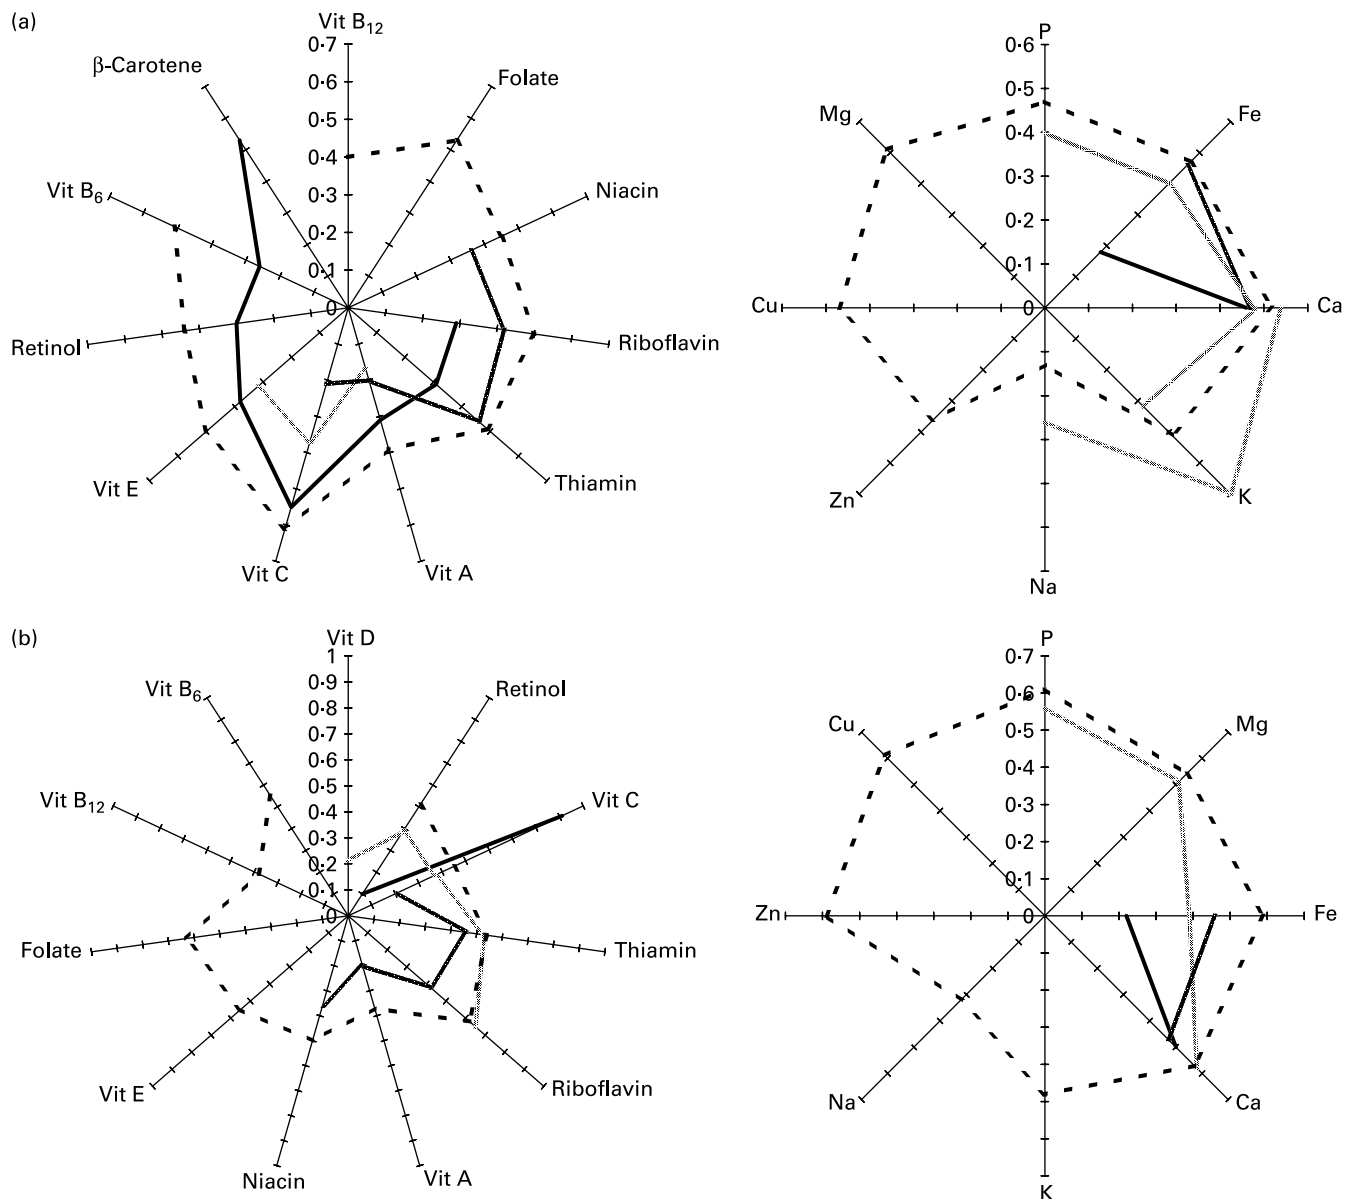 (a)
Vit B12
0·7
0·6
0·5
0·4
0·3
0·2
0·1
0
Folate
Niacin
Riboflavin
Thiamin
Vit A
Vit C
Vit E
Retinol
Vit B6
β-Carotene
P
0·6
0·5
0·4
0·3
0·2
0·1
0
Fe
Ca
K
Na
Zn
Cu
Mg
(b)
Vit D
1
0·9
0·8
0·7
0·6
0·5
0·4
0·3
0·2
0·1
0
Retinol
Vit C
Thiamin
Riboflavin
Vit A
Niacin
Vit E
Folate
Vit B12
Vit B6
P
0·7
0·6
0·5
0·4
0·3
0·2
0·1
0
Mg
Fe
Ca
K
Na
Zn
Cu